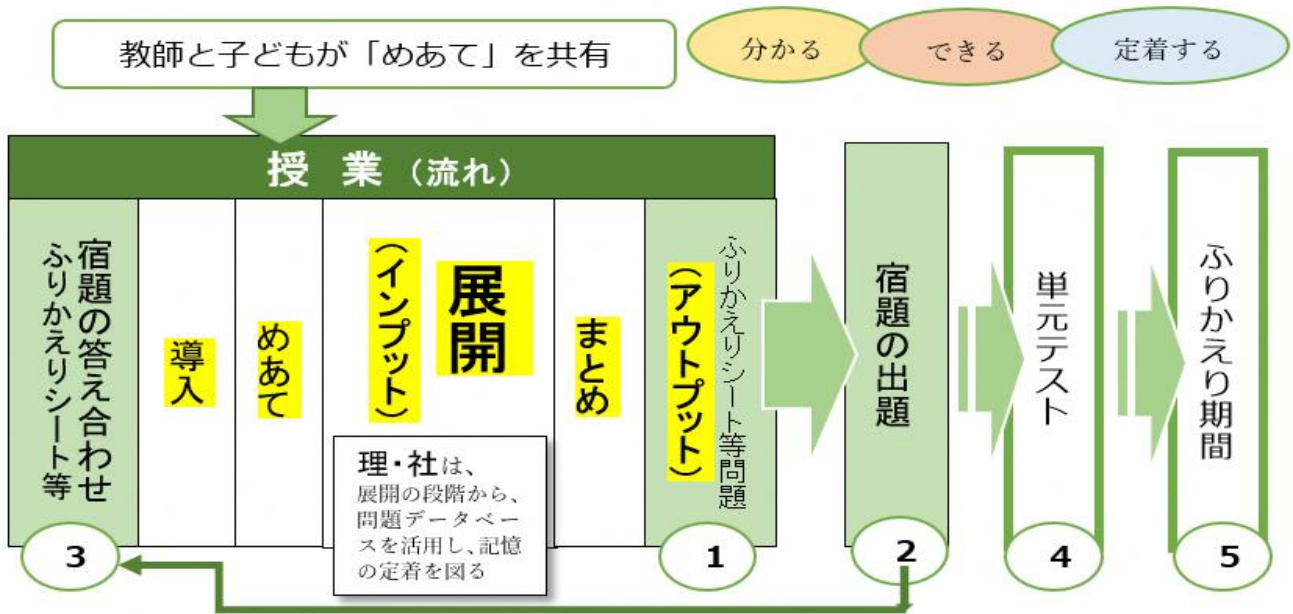 教師と子どもが「めあて」を共有
分かる
できる
定着する
授業（流れ）
宿題の答え合わせ
ふりかえりシート等
導入
めあて
展開
（インプット）
理・社は、
展開の段階から、
問題データベー
スを活用し、記憶
の定着を図る
まとめ
ふりかえりシート等問題
（アウトプット）
宿題の出題
単元テスト
ふりかえり期間
3
1
2
4
5